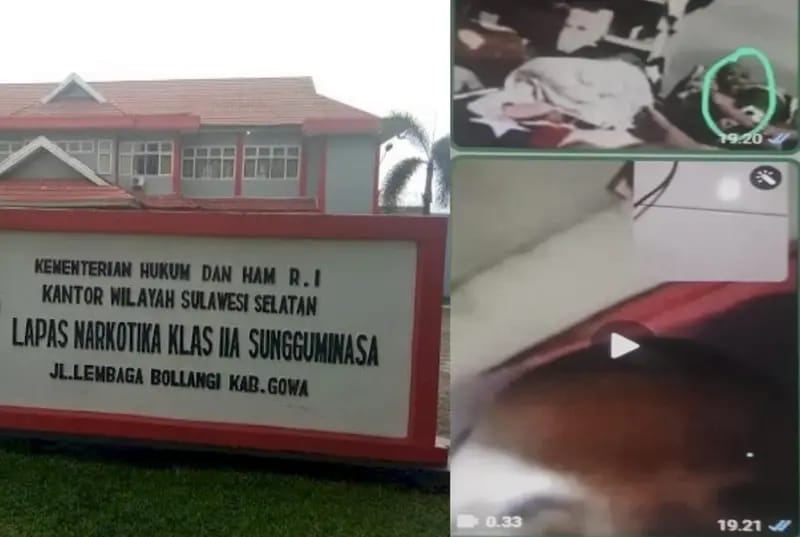 KEMENTERIAN HUKUM DAN HAM R.I
KANTOR WILAYAH SULAWESI SELATAN
LAPAS NARKOTIKA KLAS IIA SUNGGUMINASA
JL.LEMBAGA BOLLANGI KAB.GOWA
19.20
0.33
19.21